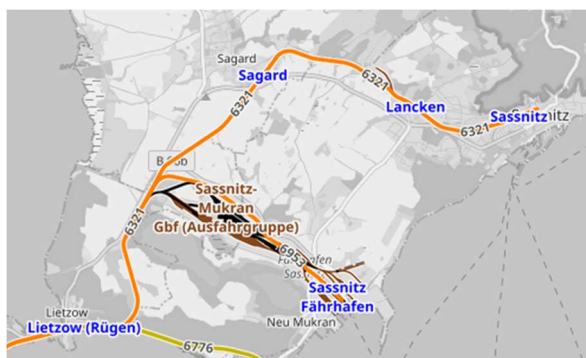 Sagard
Sagard
6321
6321
Lancken
Sassnitz
6321
B 96b
Sassnitz-
Mukran
Gbf (Ausfahrgruppe)
6321
6953
Sassnitz
Fährhafen
Lietzow
Lietzow (Rügen)
Neu Mukran
6776